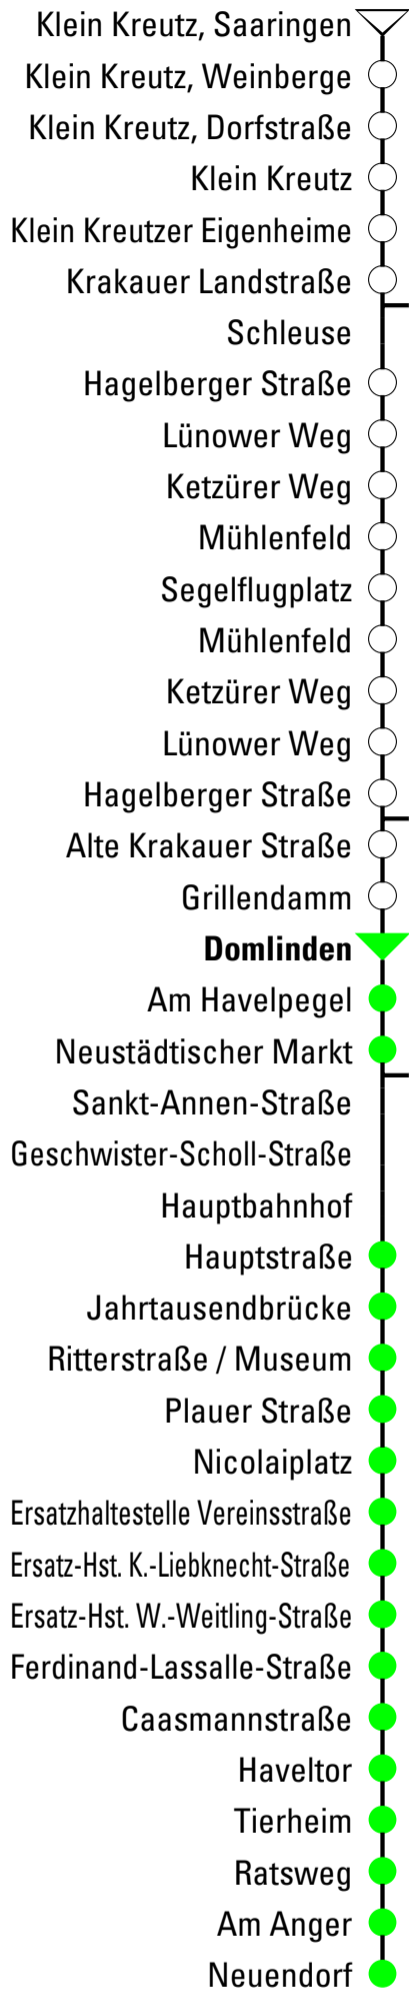 Klein Kreutz, Saaringen
Klein Kreutz, Weinberge
Klein Kreutz, Dorfstraße
Klein Kreutz
Klein Kreutzer Eigenheime
Krakauer Landstraße
Schleuse
Hagelberger Straße
Lünower Weg
Ketzürer Weg
Mühlenfeld
Segelflugplatz
Mühlenfeld
Ketzürer Weg
Lünower Weg
Hagelberger Straße
Alte Krakauer Straße
Grillendamm
Domlinden
Am Havelpegel
Neustädtischer Markt
Sankt-Annen-Straße
Geschwister-Scholl-Straße
Hauptbahnhof
Hauptstraße
Jahrtausendbrücke
Ritterstraße / Museum
Plauer Straße
Nicolaiplatz
Ersatzhaltestelle Vereinsstraße
Ersatz-Hst. K.-Liebknecht-Straße
Ersatz-Hst. W.-Weitling-Straße
Ferdinand-Lassalle-Straße
Caasmannstraße
Haveltor
Tierheim
Ratsweg
Am Anger
Neuendorf